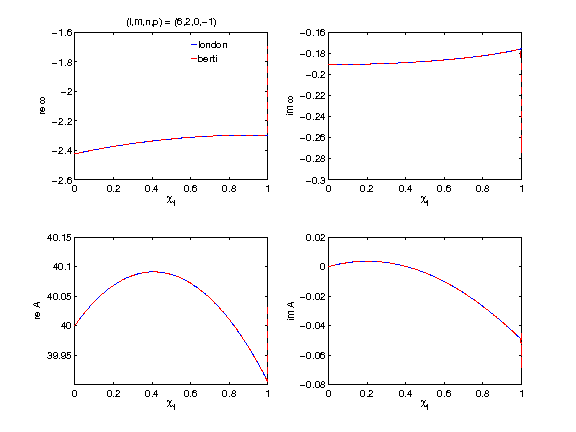 (l,m,n,p) = (6,2,0,−1)
london
berti
−1.6
−1.8
−2
−2.2
−2.4
−2.6
re ω
0 0.2 0.4 0.6 0.8 1
χf
−0.16
−0.18
−0.2
−0.22
−0.24
−0.26
−0.28
−0.3
im ω
0 0.2 0.4 0.6 0.8 1
χf
40.15
40.1
40.05
40
39.95
re A
0 0.2 0.4 0.6 0.8 1
χf
0.02
0
−0.02
−0.04
−0.06
−0.08
im A
0 0.2 0.4 0.6 0.8 1
χf